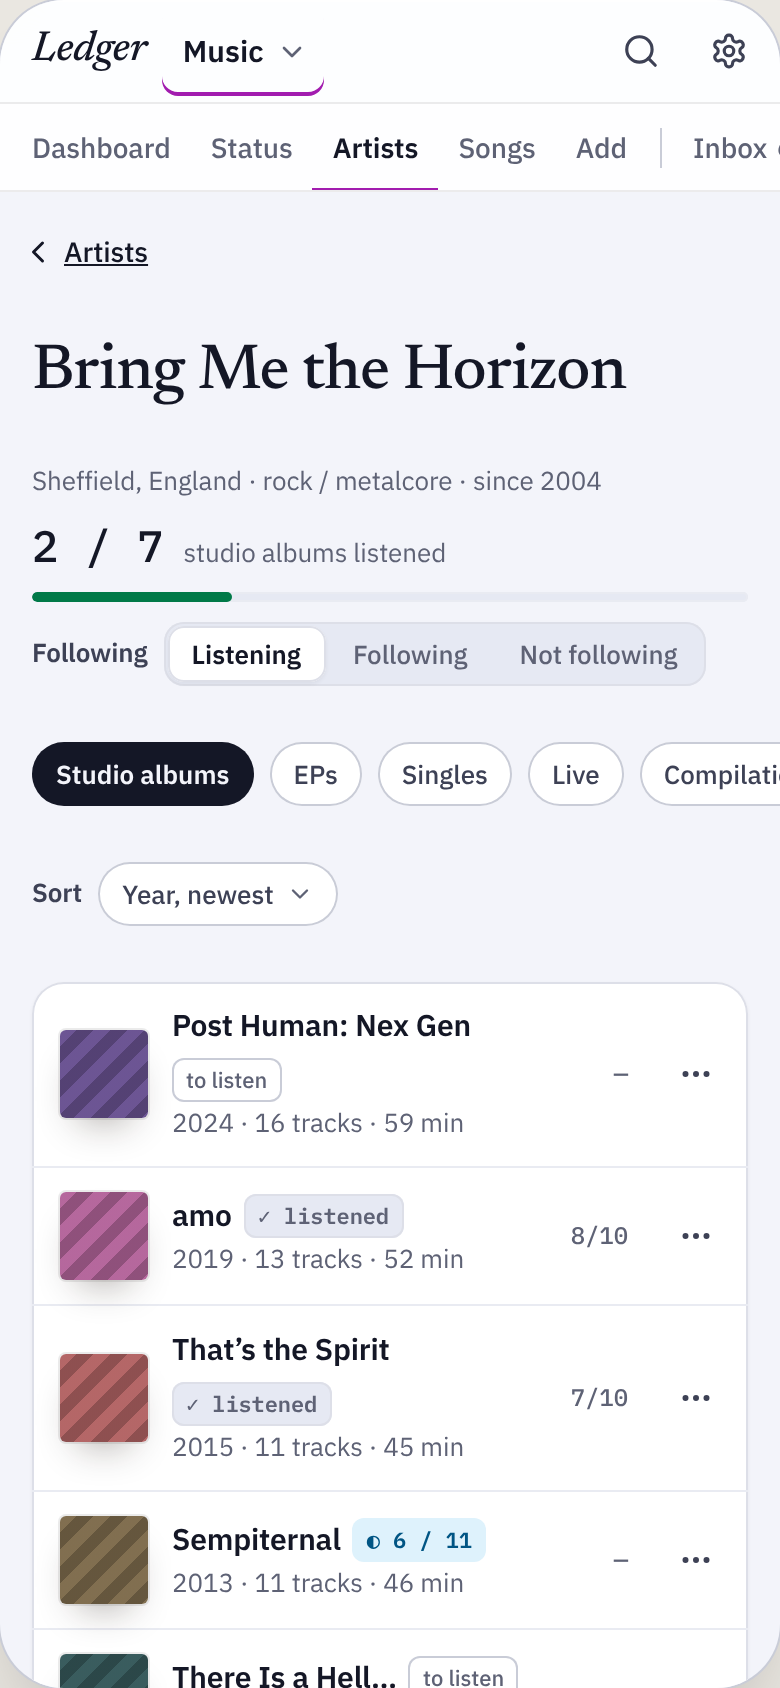 Ledger Music
Dashboard Status Artists Songs Add Inbox
Artists
Bring Me the Horizon
Sheffield, England · rock / metalcore · since 2004
2 / 7 studio albums listened
Following Listening Following Not following
Studio albums EPs Singles Live
Sort Year, newest
Post Human: Nex Gen
to listen
–
2024 · 16 tracks · 59 min
amo ✓ listened
8/10
2019 · 13 tracks · 52 min
That’s the Spirit
✓ listened
7/10
2015 · 11 tracks · 45 min
Sempiternal ◐ 6 / 11
–
2013 · 11 tracks · 46 min
There Is a Hell… to listen